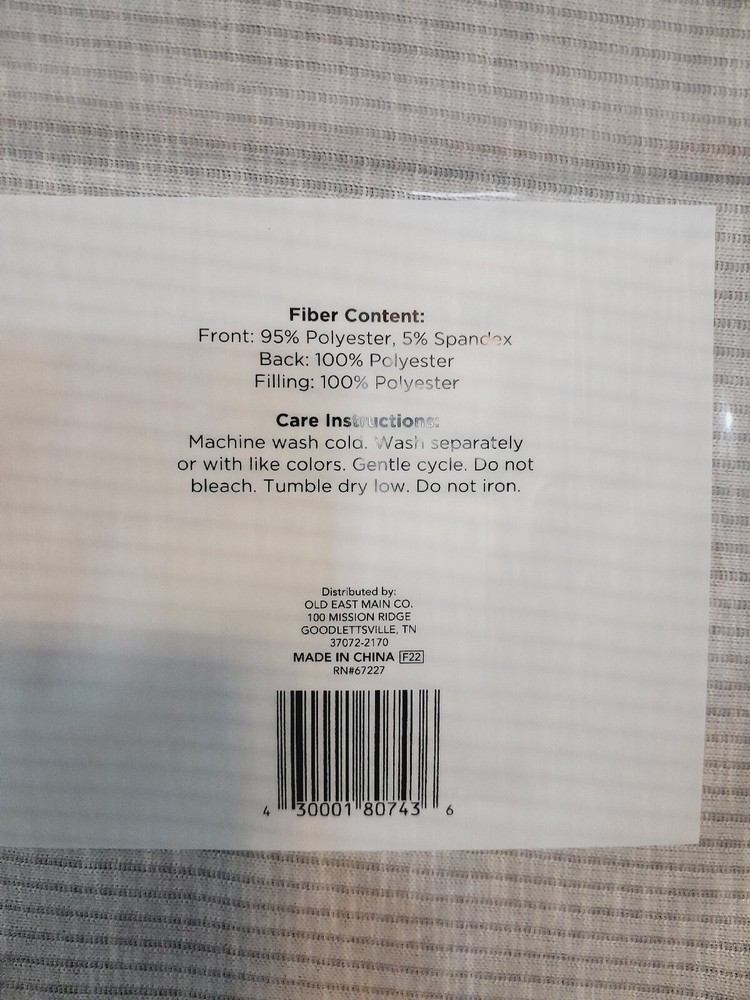 Fiber Content:
Front: 95% Polyester, 5% Spandex
Back: 100% Polyester
Filling: 100% Polyester
Care Instructions:
Machine wash cold. Wash separately
or with like colors. Gentle cycle. Do not
bleach. Tumble dry low. Do not iron.
Distributed by:
OLD EAST MAIN CO.
100 MISSION RIDGE
GOODLETTSVILLE, TN
37072-2170
MADE IN CHINA F22
RN#67227
4 30001 80743 6